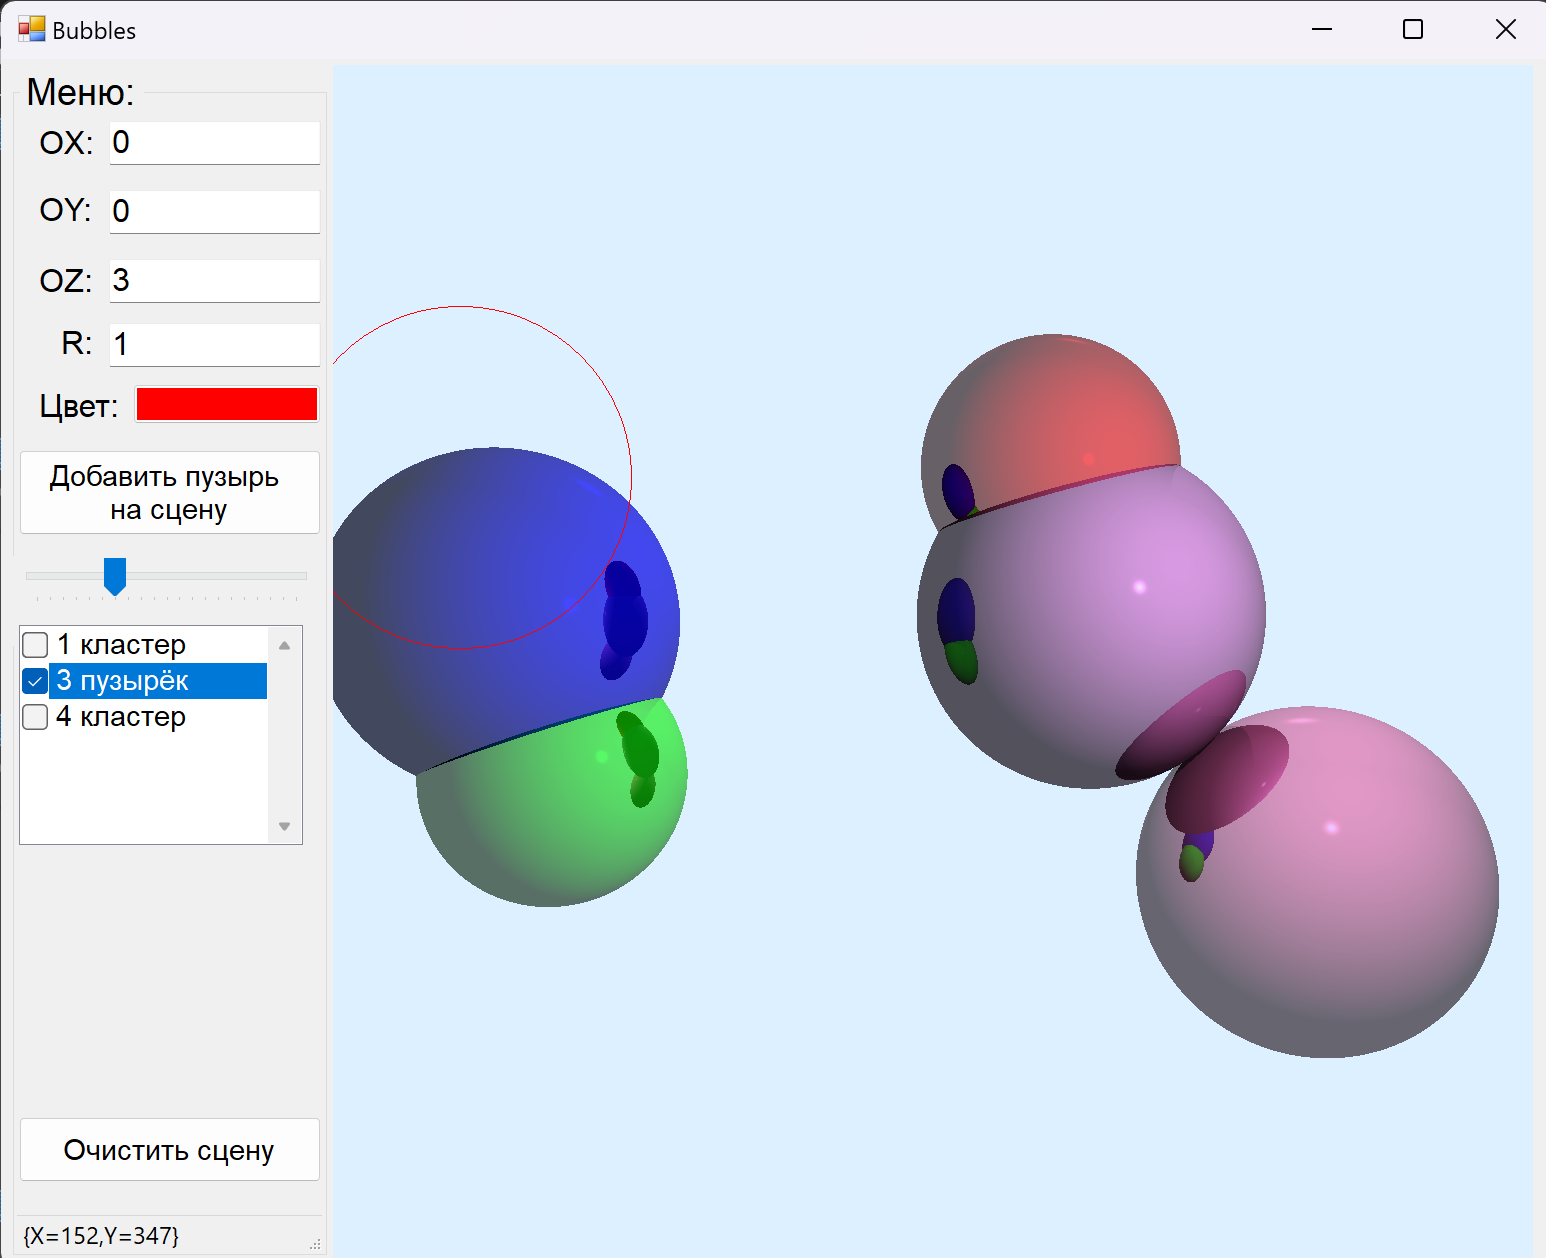 Bubbles
Меню:
OX: 0
OY: 0
OZ: 3
R: 1
Цвет:
Добавить пузырь
на сцену
1 кластер
3 пузырёк
4 кластер
Очистить сцену
{X=152,Y=347}